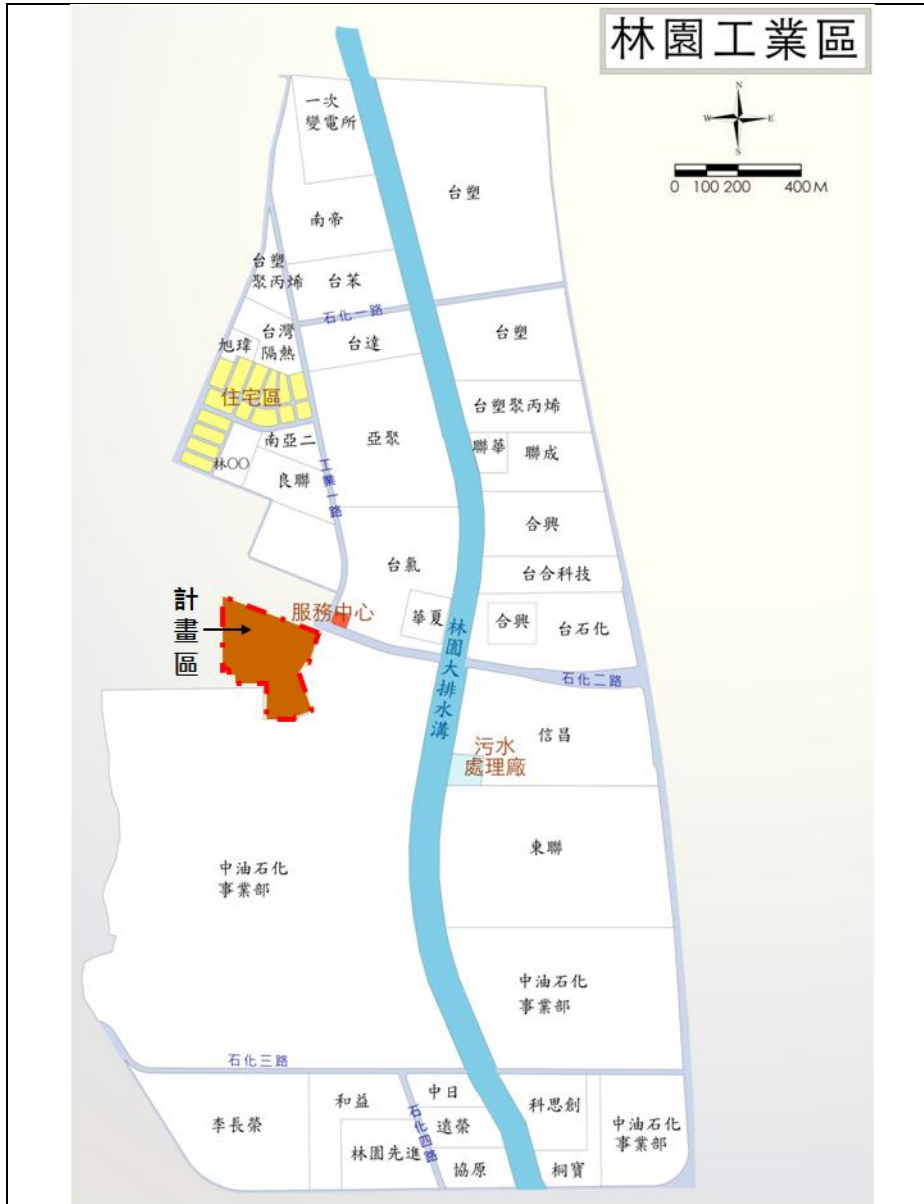 林園工業區
N
W
E
S
0 100 200 400 M
一次
變電所
台塑
南帝
台塑
聚丙烯
台苯
石化一路
台灣
隔熱
旭瑋
台達
台塑
住宅區
台塑聚丙烯
南亞二
亞聚
聯華
聯成
林OO
良聯
工業一路
合興
台氯
台合科技
計畫區
服務中心
華夏
合興
台石化
林園大排水溝
石化二路
信昌
污水
處理廠
東聯
中油石化
事業部
中油石化
事業部
石化三路
李長榮
和益
石化四路
中日
遠榮
科思創
中油石化
事業部
林園先進
協原
桐寶